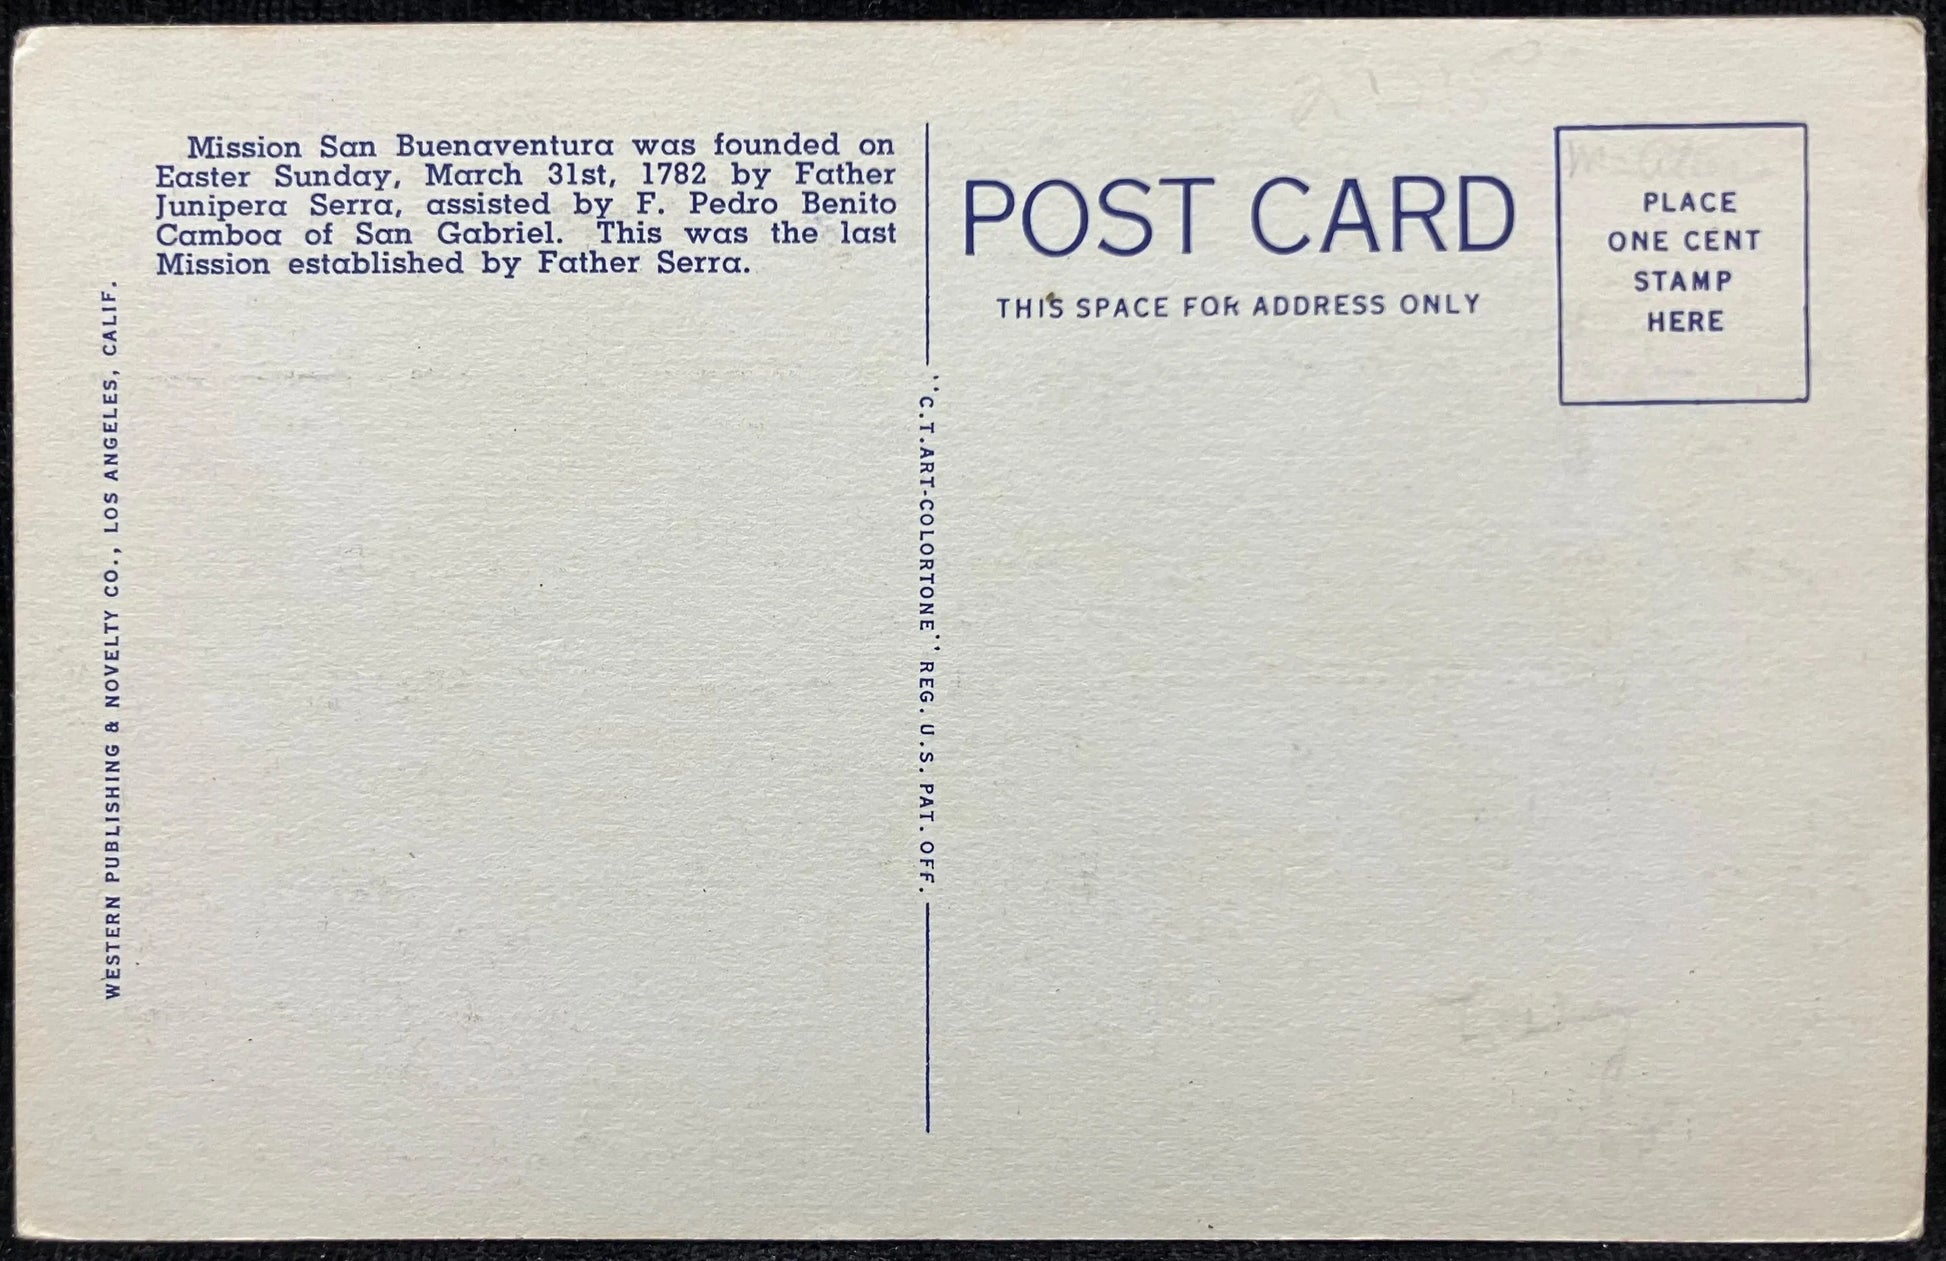 Mission San Buenaventura was founded on
Easter Sunday, March 31st, 1782 by Father
Junipera Serra, assisted by F. Pedro Benito
Camboa of San Gabriel. This was the last
Mission established by Father Serra.
WESTERN PUBLISHING & NOVELTY CO., LOS ANGELES, CALIF.
"C.T.ART-COLORTONE" REG. U.S. PAT. OFF.
POST CARD
THIS SPACE FOR ADDRESS ONLY
PLACE
ONE CENT
STAMP
HERE